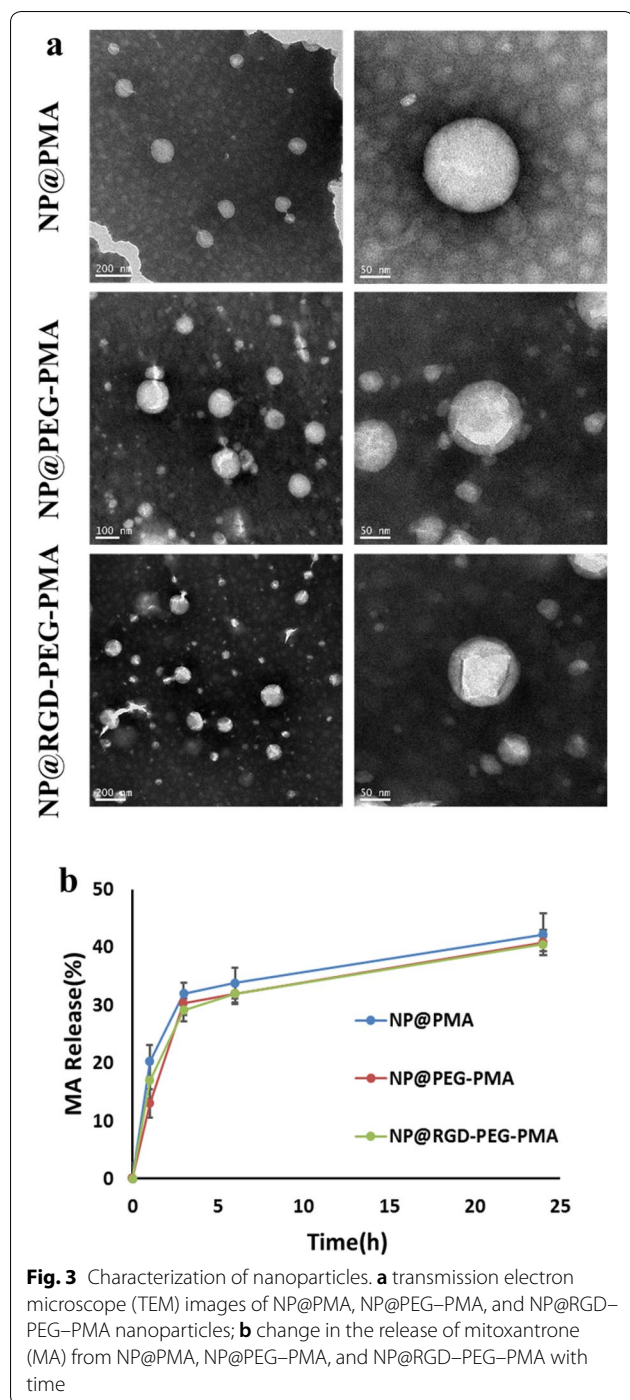 a
NP@PMA
200 nm
50 nm
NP@PEG-PMA
100 nm
50 nm
NP@RGD-PEG-PMA
200 nm
50 nm
b
50
40
30
20
10
0
MA Release(%)
NP@PMA
NP@PEG-PMA
NP@RGD-PEG-PMA
0 5 10 15 20 25
Time(h)
Fig. 3 Characterization of nanoparticles. a transmission electron
microscope (TEM) images of NP@PMA, NP@PEG–PMA, and NP@RGD–
PEG–PMA nanoparticles; b change in the release of mitoxantrone
(MA) from NP@PMA, NP@PEG–PMA, and NP@RGD–PEG–PMA with
time